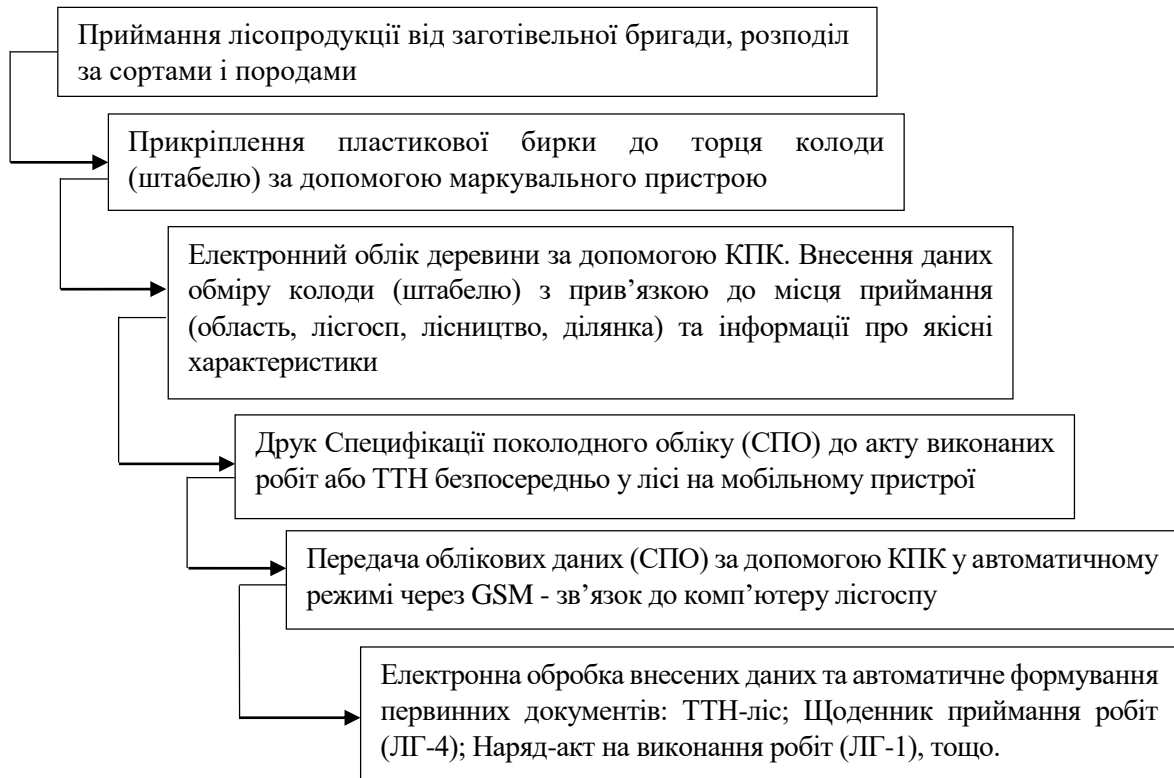 Приймання лісопродукції від заготівельної бригади, розподіл
за сортами і породами
Прикріплення пластикової бирки до торця колоди
(штабелю) за допомогою маркувального пристрою
Електронний облік деревини за допомогою КПК. Внесення даних
обміру колоди (штабелю) з прив’язкою до місця приймання
(область, лісгосп, лісництво, ділянка) та інформації про якісні
характеристики
Друк Специфікації поколодного обліку (СПО) до акту виконаних
робіт або ТТН безпосередньо у лісі на мобільному пристрої
Передача облікових даних (СПО) за допомогою КПК у автоматичному
режимі через GSM - зв’язок до комп’ютеру лісгоспу
Електронна обробка внесених даних та автоматичне формування
первинних документів: ТТН-ліс; Щоденник приймання робіт
(ЛГ-4); Наряд-акт на виконання робіт (ЛГ-1), тощо.